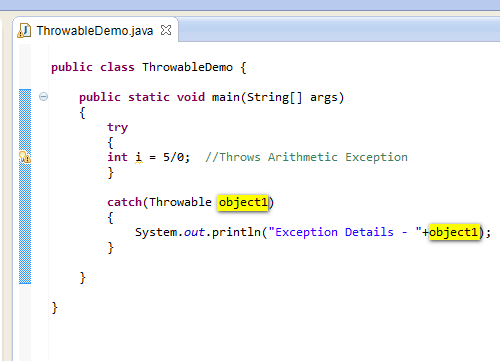 ThrowableDemo.java
public class ThrowableDemo {
public static void main(String[] args)
{
try
{
int i = 5/0;  //Throws Arithmetic Exception
}
catch(Throwable object1)
{
System.out.println("Exception Details - "+object1);
}
}
}